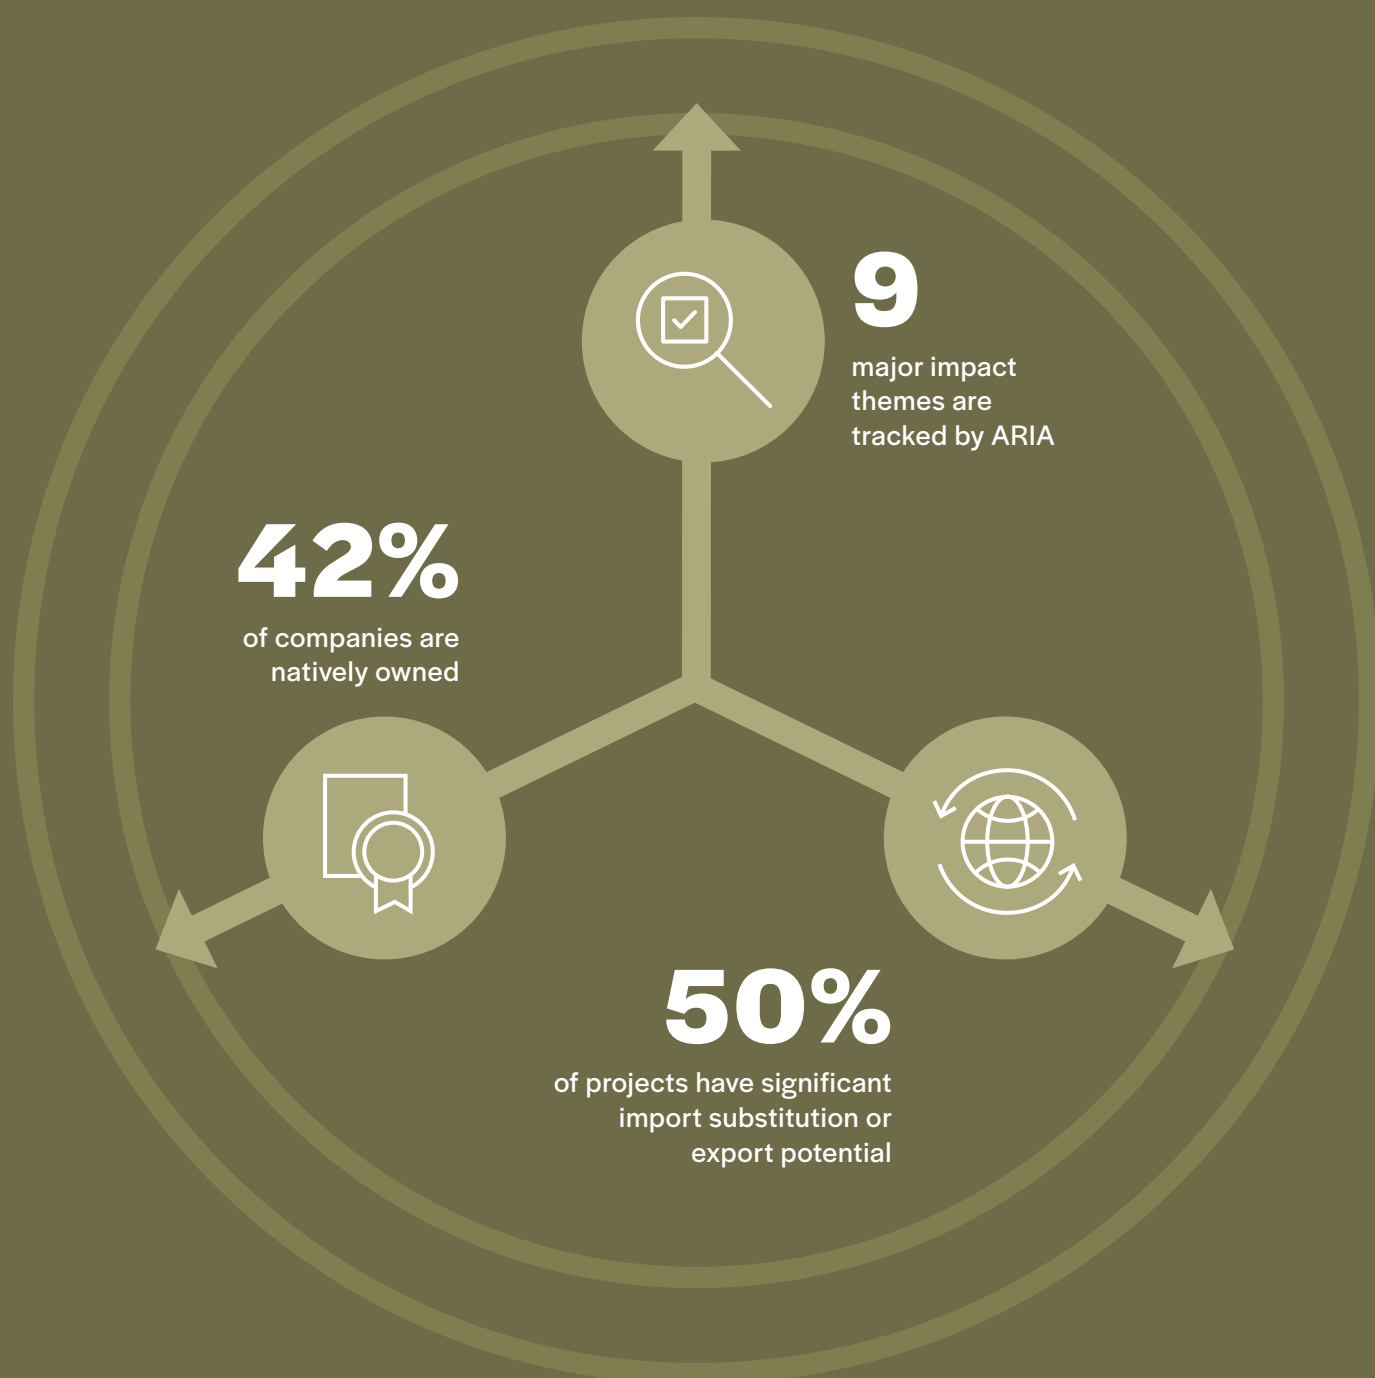 9
major impact
themes are
tracked by ARIA
42%
of companies are
natively owned
50%
of projects have significant
import substitution or
export potential